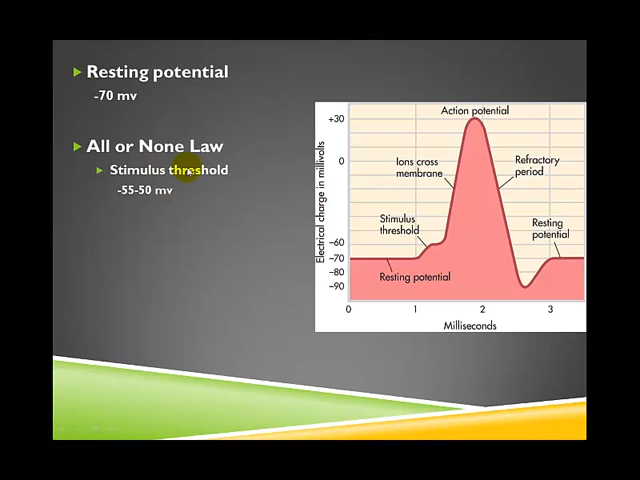 Resting potential
-70 mv
All or None Law
Stimulus threshold
-55-50 mv
Action potential
+30
0
-60
-70
-80
-90
Electrical charge in millivolts
Ions cross
membrane
Refractory
period
Stimulus
threshold
Resting
potential
Resting potential
0
1
2
3
Milliseconds